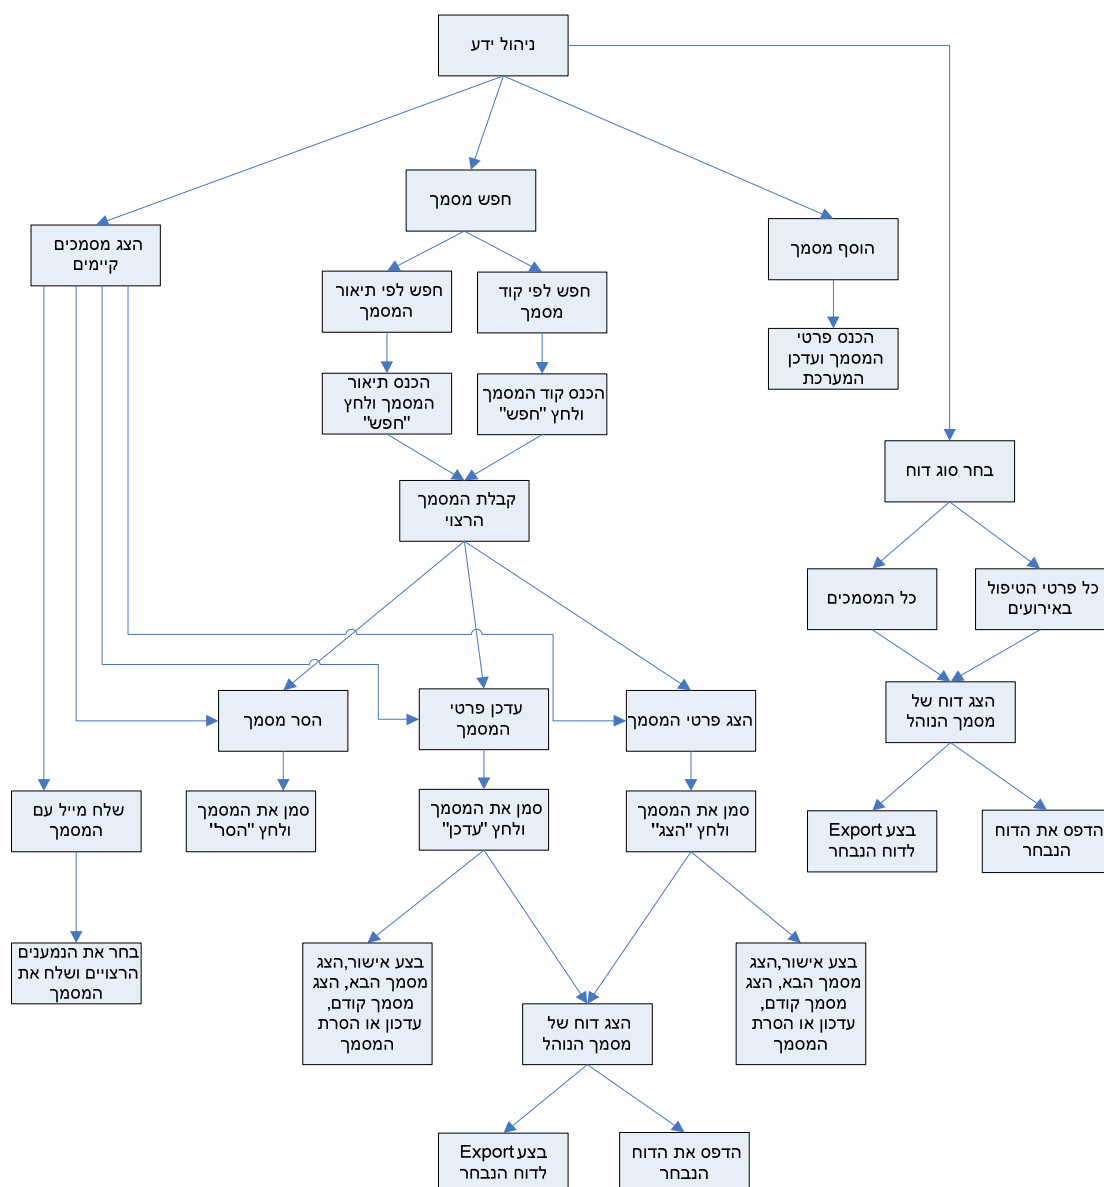 ניהול ידע
חפש מסמך
הצג מסמכים
קיימים
הוסף מסמך
חפש לפי קוד
מסמך
חפש לפי תיאור
המסמך
הכנס פרטי
המסמך ועדכן
המערכת
הכנס קוד המסמך
ולחץ "חפש"
הכנס תיאור
המסמך ולחץ
"חפש"
בחר סוג דוח
קבלת המסמך
הרצוי
כל פרטי הטיפול
באירועים
כל המסמכים
הצג דוח של
מסמך הנוהל
הצג פרטי המסמך
עדכן פרטי
המסמך
הסר מסמך
הדפס את הדוח
הנבחר
בצע Export
לדוח הנבחר
סמן את המסמך
ולחץ "הצג"
סמן את המסמך
ולחץ "עדכן"
סמן את המסמך
ולחץ "הסר"
שלח מייל עם
המסמך
בצע אישור,הצג
מסמך הבא, הצג
מסמך קודם,
עדכון או הסרת
המסמך
בצע אישור,הצג
מסמך הבא, הצג
מסמך קודם,
עדכון או הסרת
המסמך
בחר את הנמענים
הרצויים ושלח את
המסמך
הצג דוח של
מסמך הנוהל
הדפס את הדוח
הנבחר
בצע Export
לדוח הנבחר